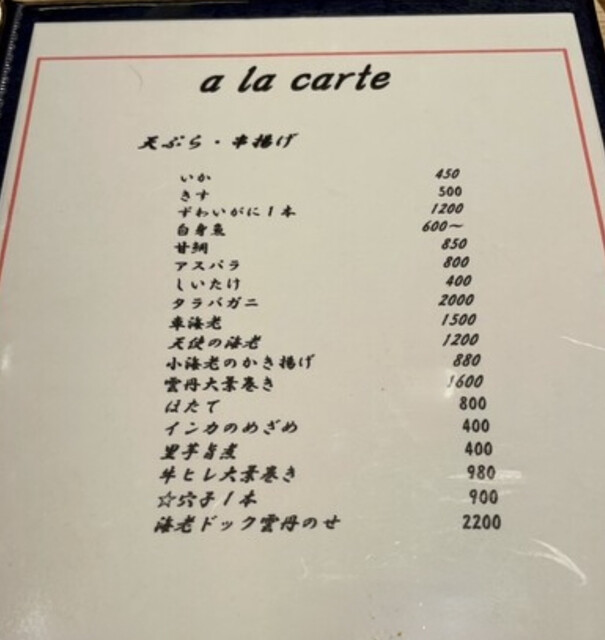 a la carte
天ぷら・串揚げ
いか 450
きす 500
ずわいがに1本 1200
白身魚 600~
甘鯛 850
アスパラ 800
しいたけ 400
タラバガニ 2000
車海老 1500
天使の海老 1200
小海老のかき揚げ 880
雲丹大葉巻き 1600
ほたて 800
インカのめざめ 400
里芋旨煮 400
牛ヒレ大葉巻き 980
☆穴子1本 900
海老ドック雲丹のせ 2200